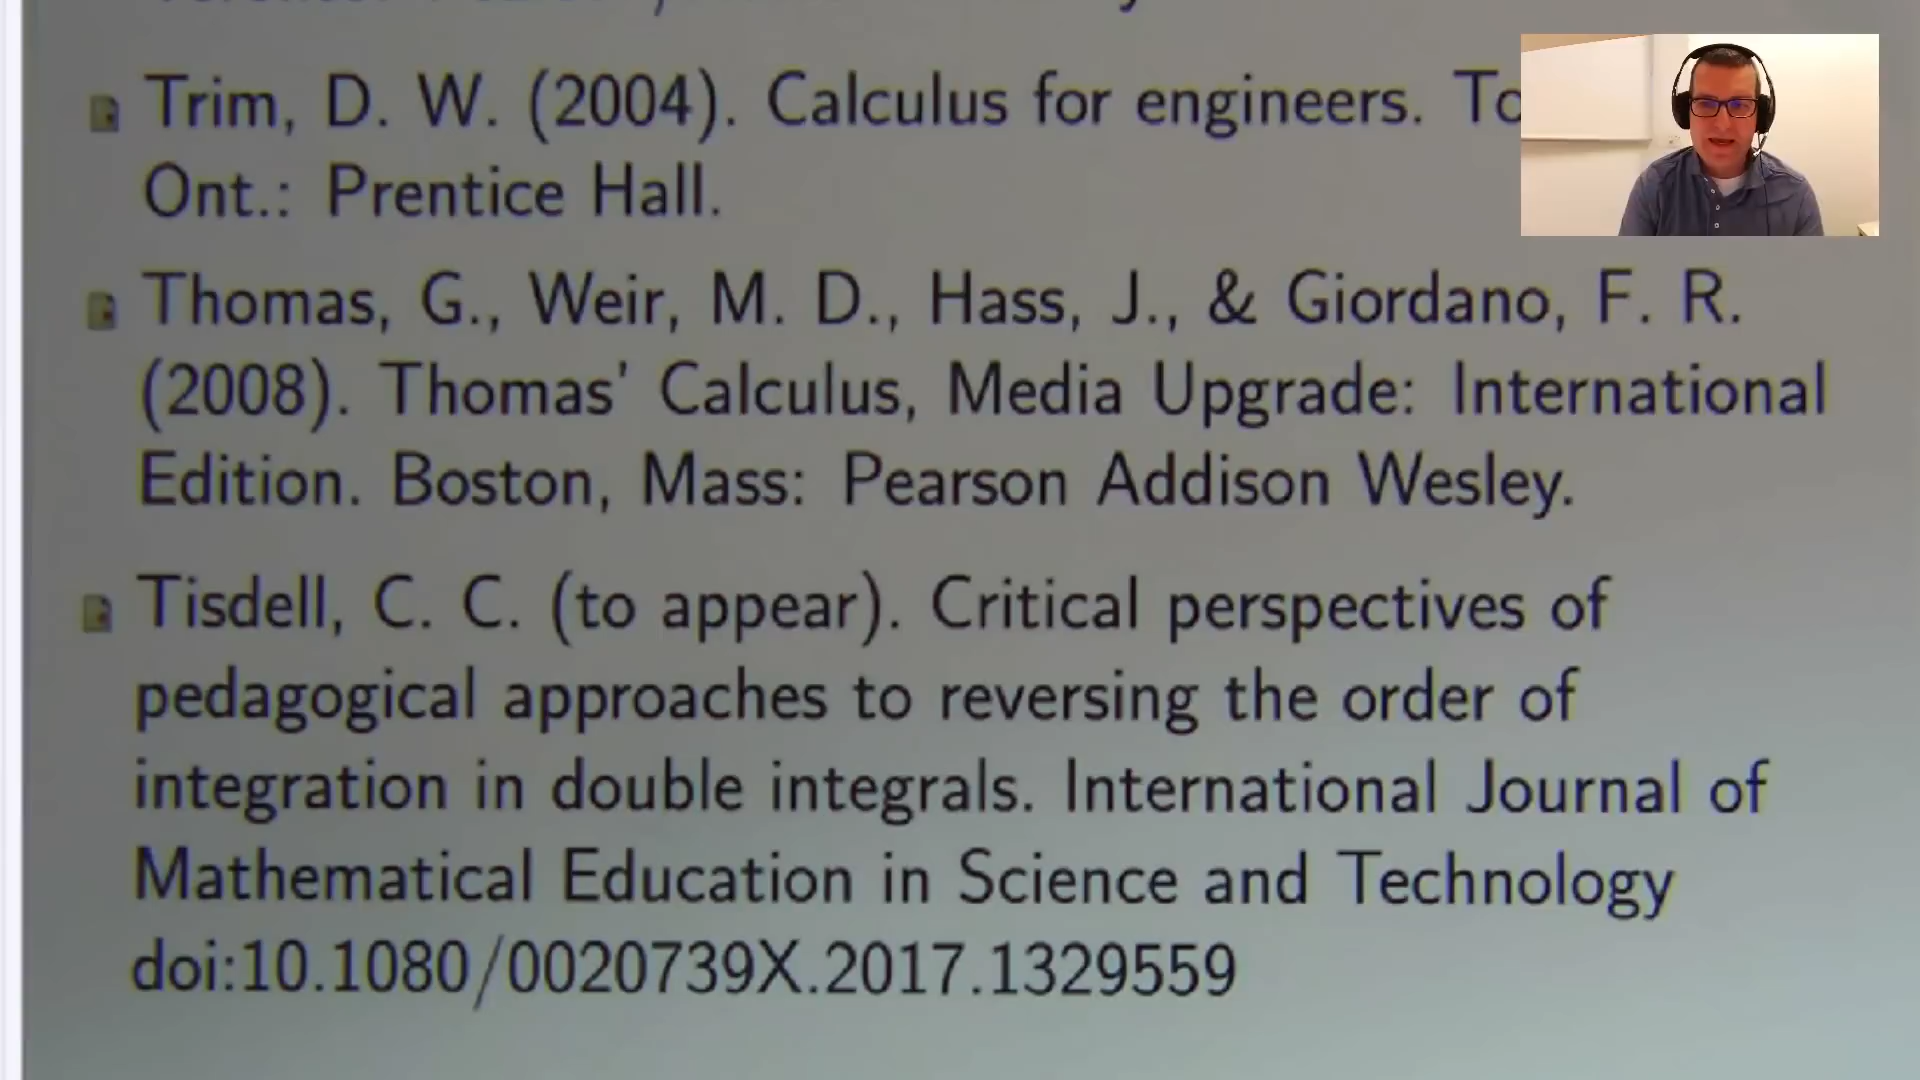 Trim, D. W. (2004). Calculus for engineers.
Ont.: Prentice Hall.
Thomas, G., Weir, M. D., Hass, J., & Giordano, F. R.
(2008). Thomas' Calculus, Media Upgrade: International
Edition. Boston, Mass: Pearson Addison Wesley.
Tisdell, C. C. (to appear). Critical perspectives of
pedagogical approaches to reversing the order of
integration in double integrals. International Journal of
Mathematical Education in Science and Technology
doi:10.1080/0020739X.2017.1329559